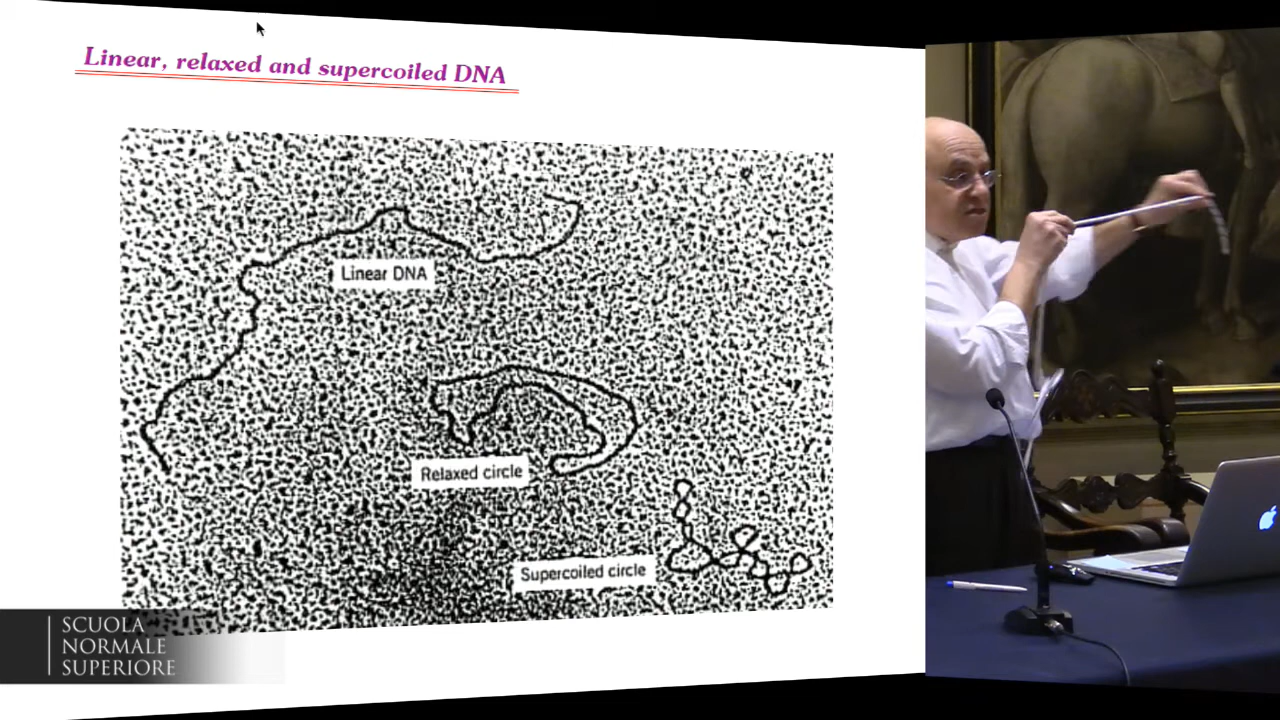 Linear, relaxed and supercoiled DNA
Linear DNA
Relaxed circle
Supercoiled circle
SCUOLA
NORMALE
SUPERIORE